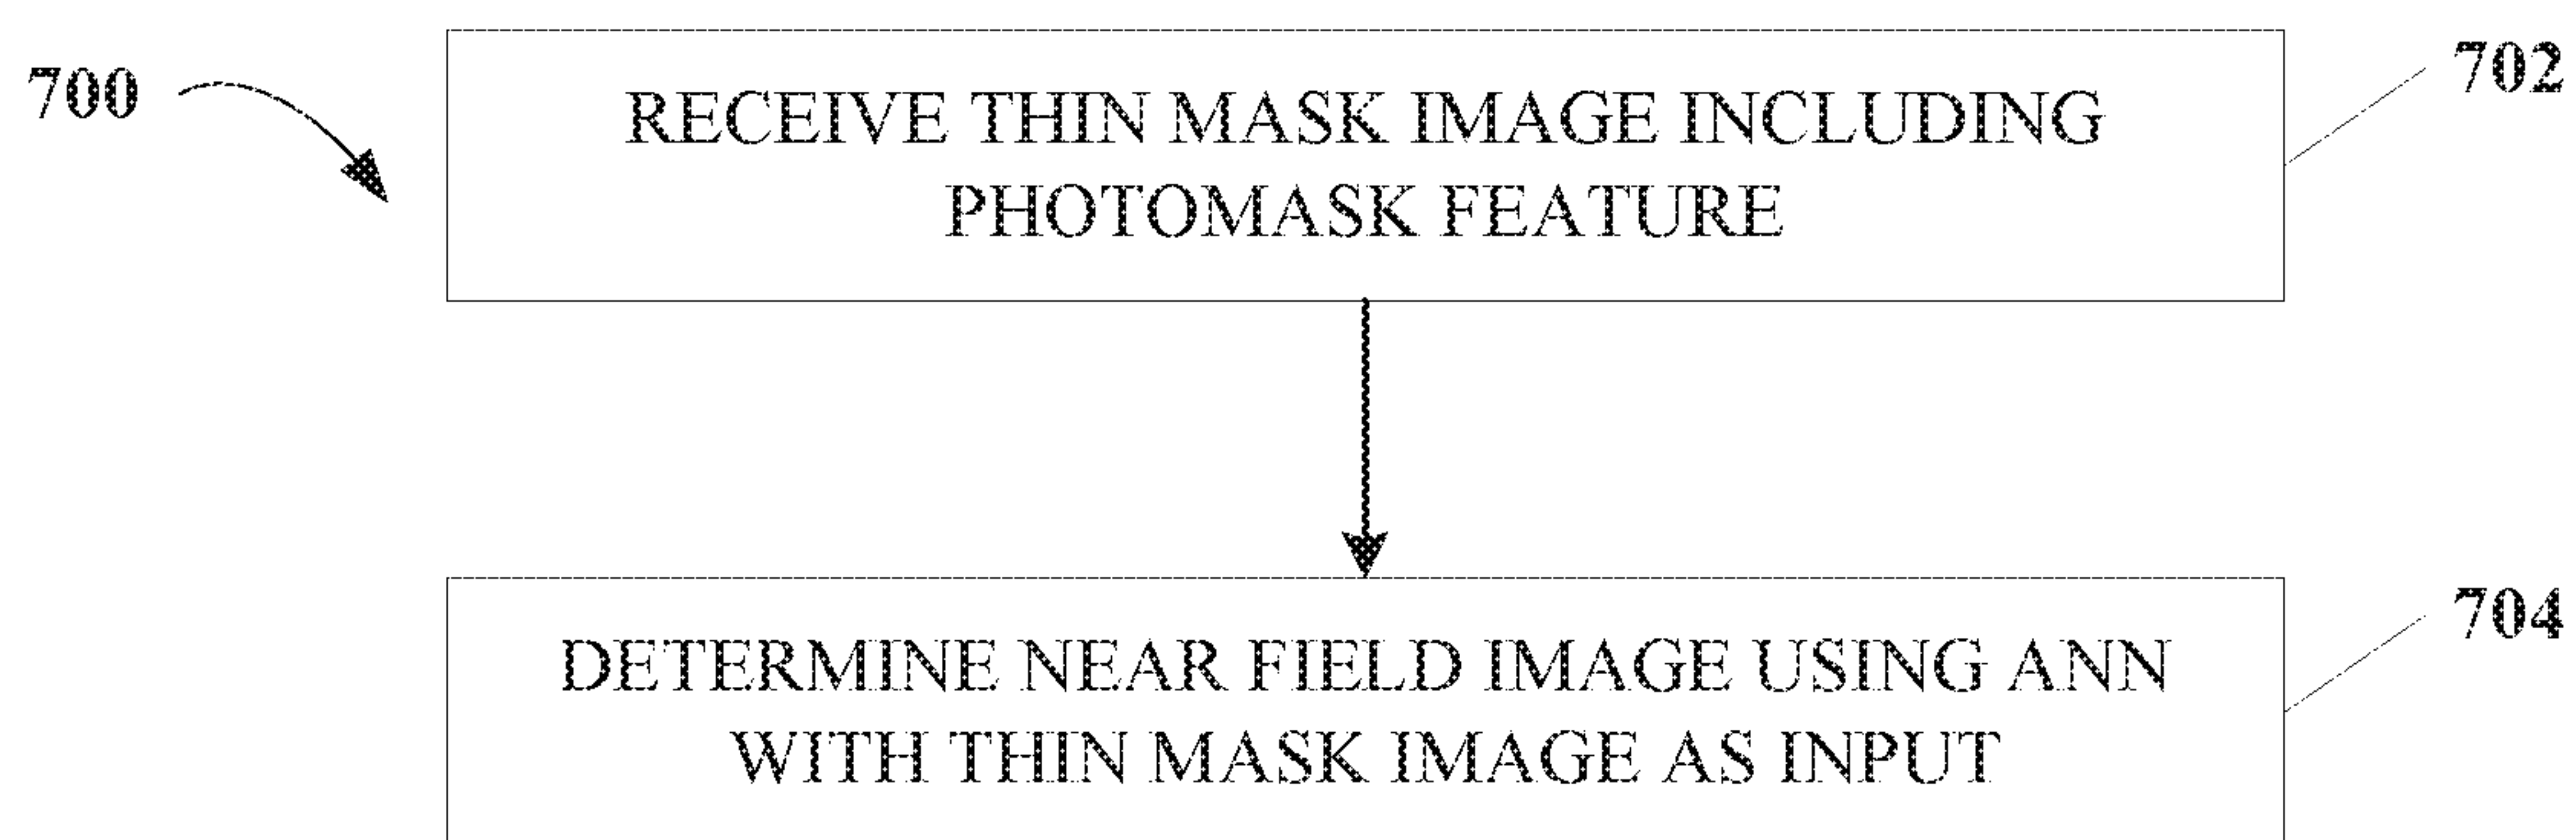 700
RECEIVE THIN MASK IMAGE INCLUDING
PHOTOMASK FEATURE
702
DETERMINE NEAR FIELD IMAGE USING ANN
WITH THIN MASK IMAGE AS INPUT
704